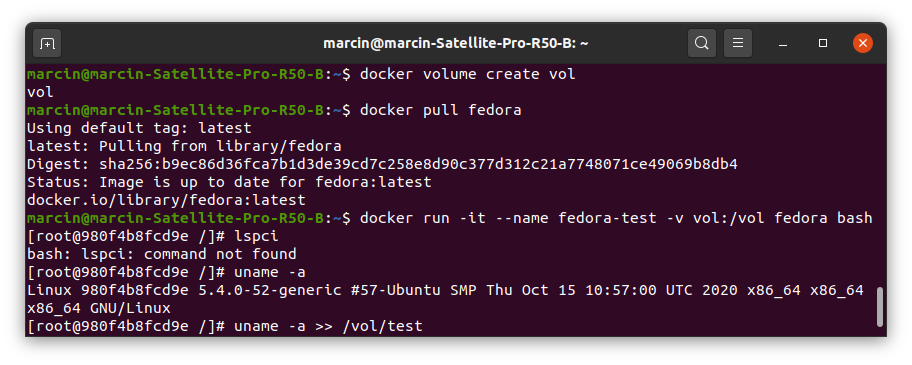 marcin@marcin-Satellite-Pro-R50-B: ~
marcin@marcin-Satellite-Pro-R50-B:~$ docker volume create vol
vol
marcin@marcin-Satellite-Pro-R50-B:~$ docker pull fedora
Using default tag: latest
latest: Pulling from library/fedora
Digest: sha256:b9ec86d36fca7b1d3de39cd7c258e8d90c377d312c21a7748071ce49069b8db4
Status: Image is up to date for fedora:latest
docker.io/library/fedora:latest
marcin@marcin-Satellite-Pro-R50-B:~$ docker run -it --name fedora-test -v vol:/vol fedora bash
[root@980f4b8fcd9e /]# lspci
bash: lspci: command not found
[root@980f4b8fcd9e /]# uname -a
Linux 980f4b8fcd9e 5.4.0-52-generic #57-Ubuntu SMP Thu Oct 15 10:57:00 UTC 2020 x86_64 x86_64
x86_64 GNU/Linux
[root@980f4b8fcd9e /]# uname -a >> /vol/test